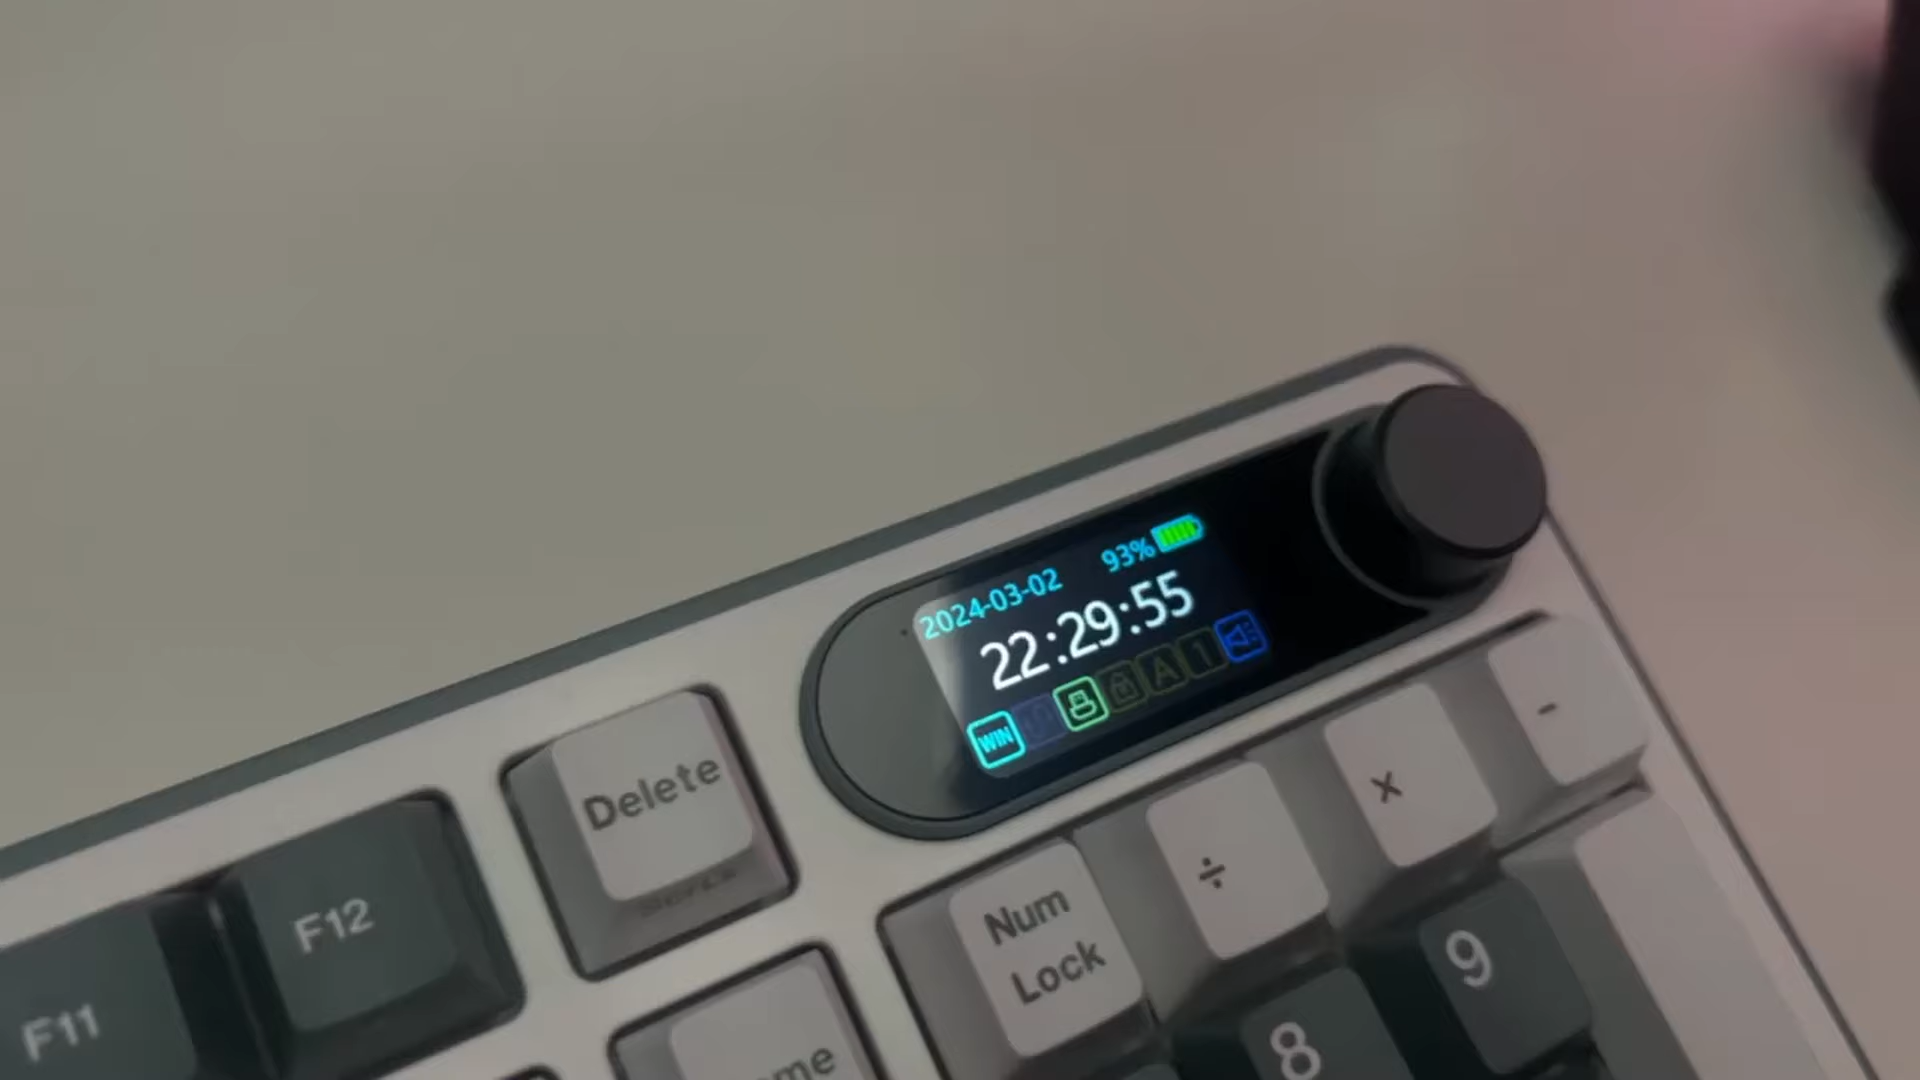 93%
2024-03-02
22:29:55
WIN
A
1
Delete
F12
F11
Num
Lock
÷
×
-
9
8